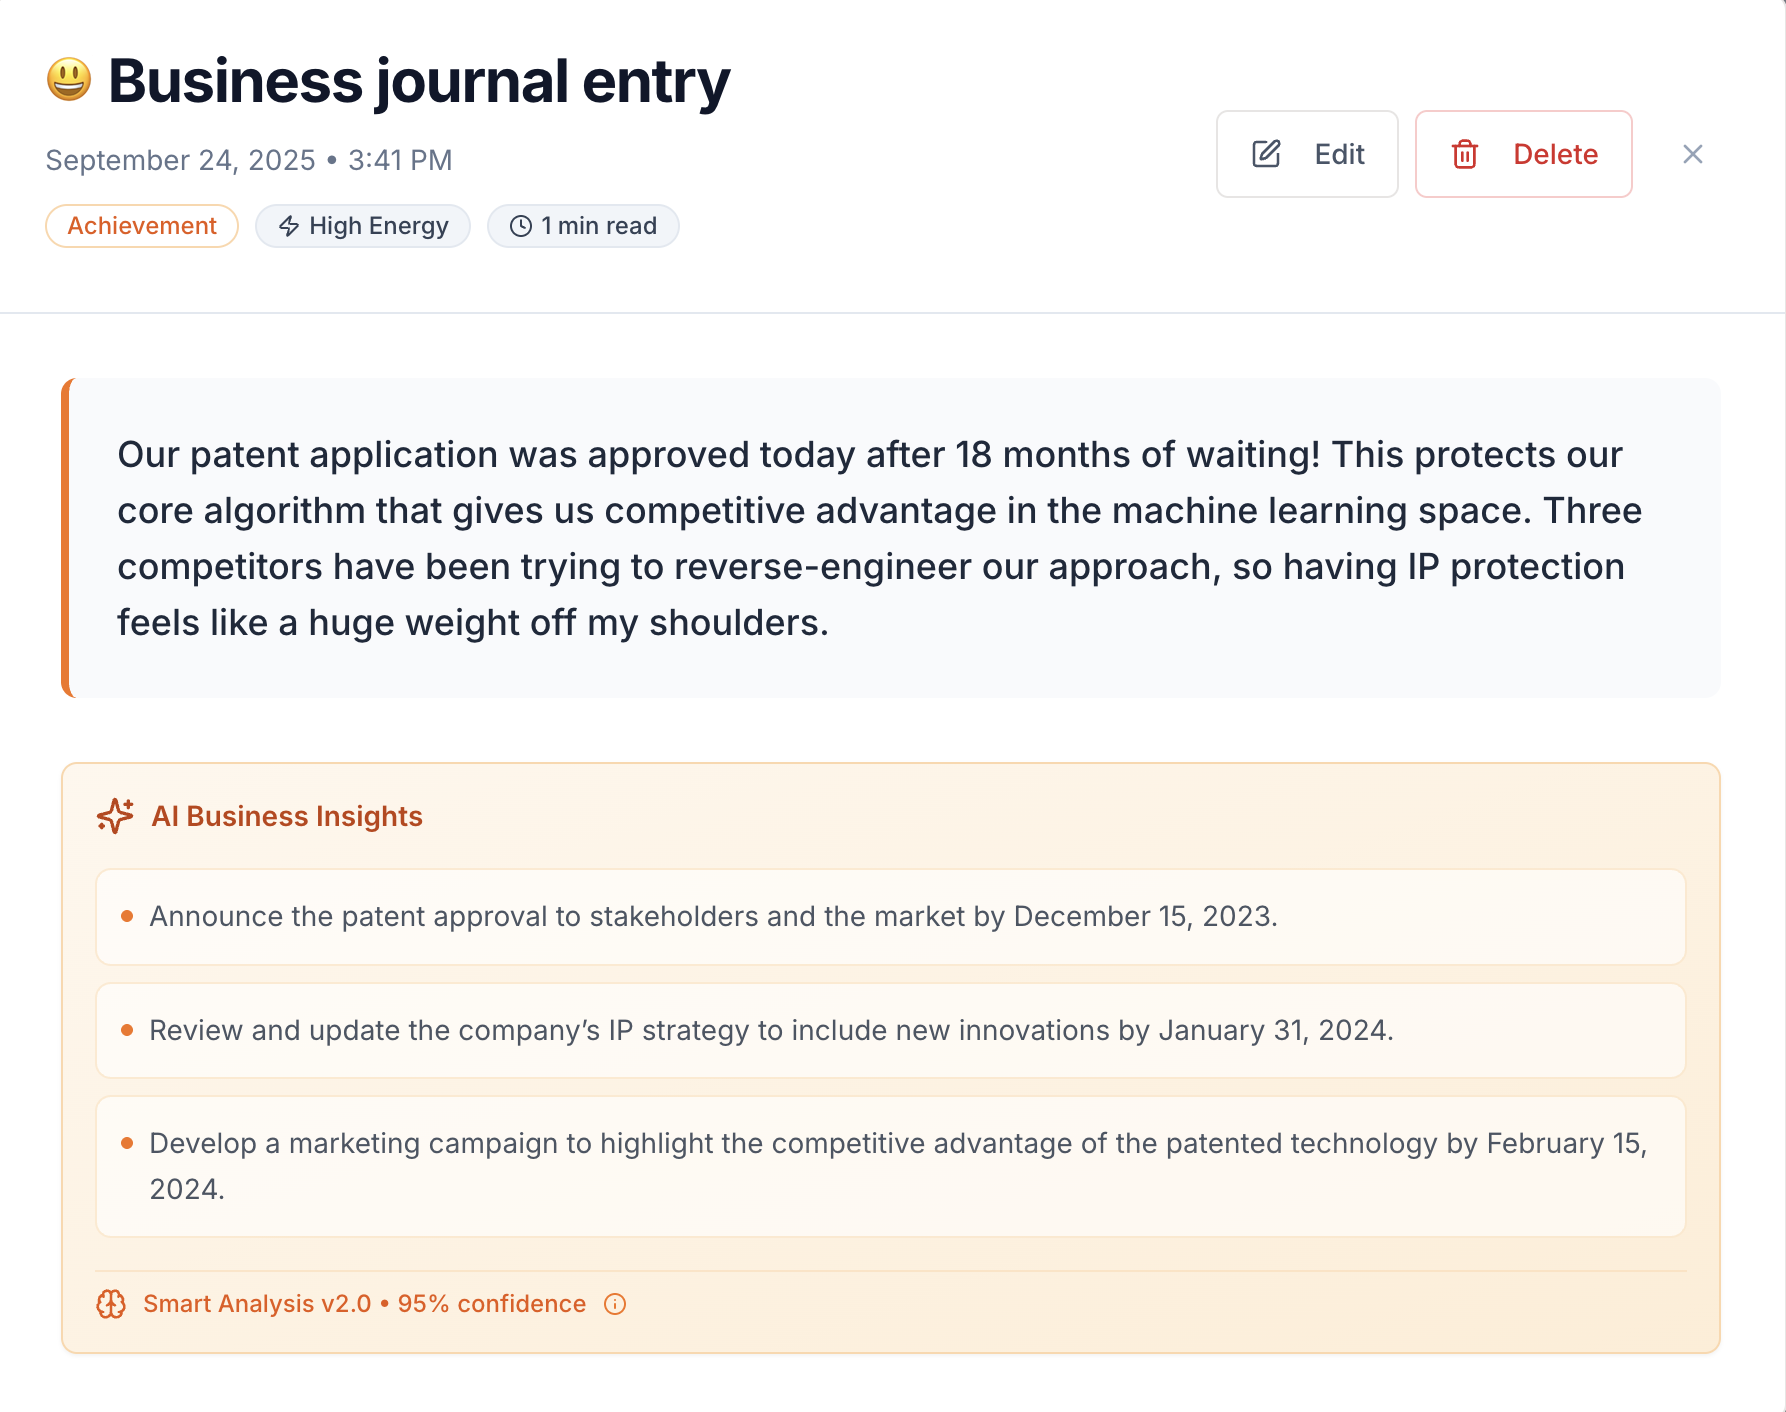 😃 Business journal entry
September 24, 2025 • 3:41 PM
Edit
Delete
Achievement
High Energy
1 min read
Our patent application was approved today after 18 months of waiting! This protects our
core algorithm that gives us competitive advantage in the machine learning space. Three
competitors have been trying to reverse-engineer our approach, so having IP protection
feels like a huge weight off my shoulders.
AI Business Insights
• Announce the patent approval to stakeholders and the market by December 15, 2023.
• Review and update the company’s IP strategy to include new innovations by January 31, 2024.
• Develop a marketing campaign to highlight the competitive advantage of the patented technology by February 15,
2024.
Smart Analysis v2.0 • 95% confidence